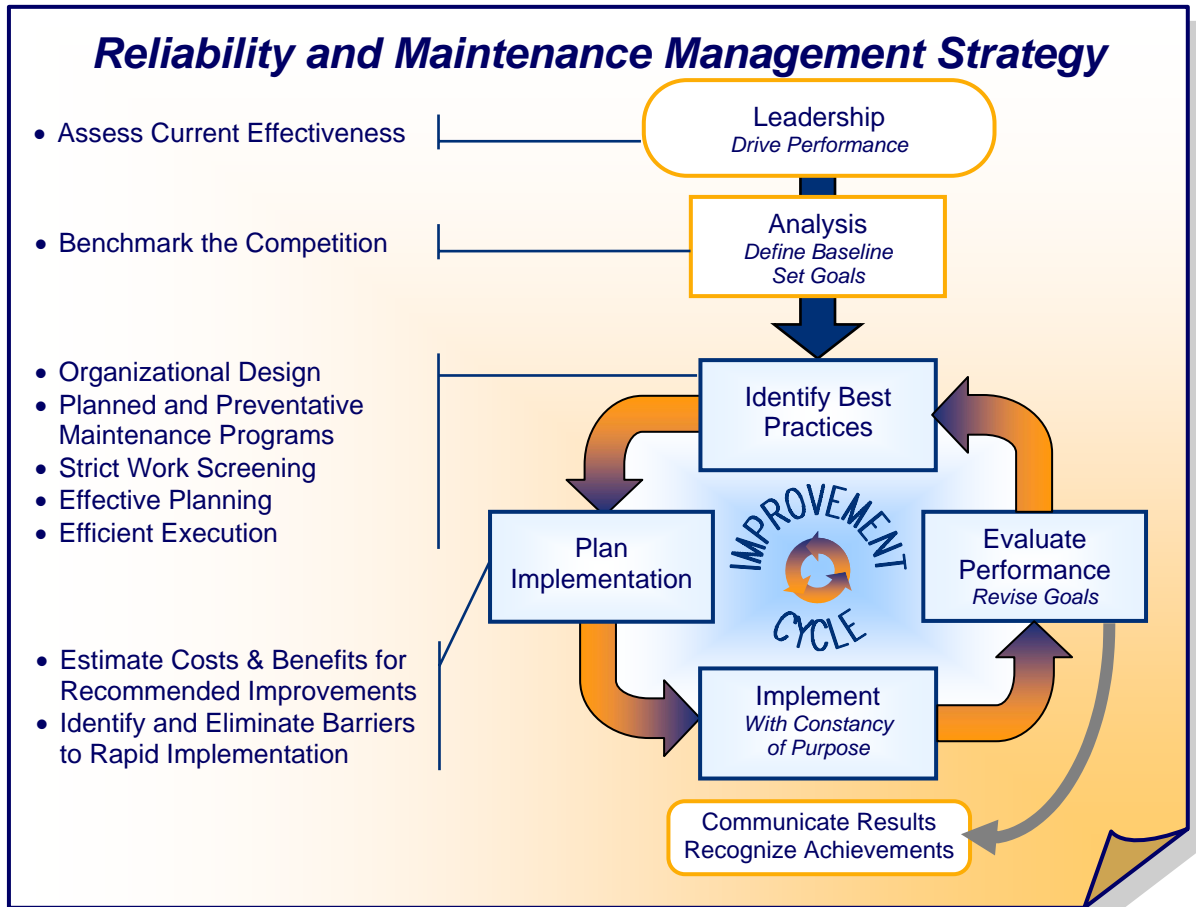 Reliability and Maintenance Management Strategy
• Assess Current Effectiveness
Leadership
Drive Performance
• Benchmark the Competition
Analysis
Define Baseline
Set Goals
• Organizational Design
• Planned and Preventative
Maintenance Programs
• Strict Work Screening
• Effective Planning
• Efficient Execution
Identify Best
Practices
Plan
Implementation
IMPROVEMENT
CYCLE
Evaluate
Performance
Revise Goals
• Estimate Costs & Benefits for
Recommended Improvements
• Identify and Eliminate Barriers
to Rapid Implementation
Implement
With Constancy
of Purpose
Communicate Results
Recognize Achievements